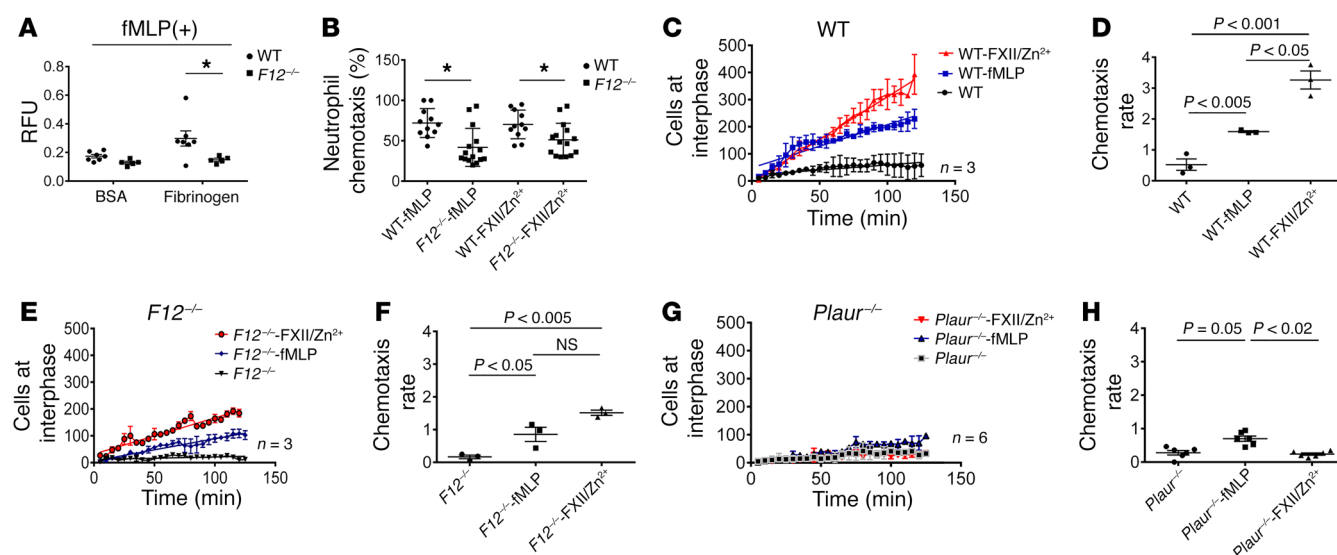 A
fMLP(+)
WT
F12⁻/⁻
*
RFU
0.8
0.6
0.4
0.2
0.0
BSA
Fibrinogen
B
Neutrophil
chemotaxis (%)
WT
F12⁻/⁻
*
*
150
100
50
0
WT-fMLP
F12⁻/⁻-fMLP
WT-FXII/Zn²⁺
F12⁻/⁻-FXII/Zn²⁺
C
WT
WT-FXII/Zn²⁺
WT-fMLP
WT
Cells at
interphase
500
400
300
200
100
0
n = 3
50
100
150
Time (min)
D
P < 0.001
P < 0.05
P < 0.005
Chemotaxis
rate
4
3
2
1
0
WT
WT-fMLP
WT-FXII/Zn²⁺
E
F12⁻/⁻
F12⁻/⁻-FXII/Zn²⁺
F12⁻/⁻-fMLP
F12⁻/⁻
Cells at
interphase
500
400
300
200
100
0
n = 3
0
50
100
150
Time (min)
F
P < 0.005
NS
P < 0.05
Chemotaxis
rate
4
3
2
1
0
F12⁻/⁻
F12⁻/⁻-fMLP
F12⁻/⁻-FXII/Zn²⁺
G
Plaur⁻/⁻
Plaur⁻/⁻-FXII/Zn²⁺
Plaur⁻/⁻-fMLP
Plaur⁻/⁻
Cells at
interphase
500
400
300
200
100
0
n = 6
50
100
150
Time (min)
H
P = 0.05
P < 0.02
Chemotaxis
rate
4
3
2
1
0
Plaur⁻/⁻
Plaur⁻/⁻-fMLP
Plaur⁻/⁻-FXII/Zn²⁺